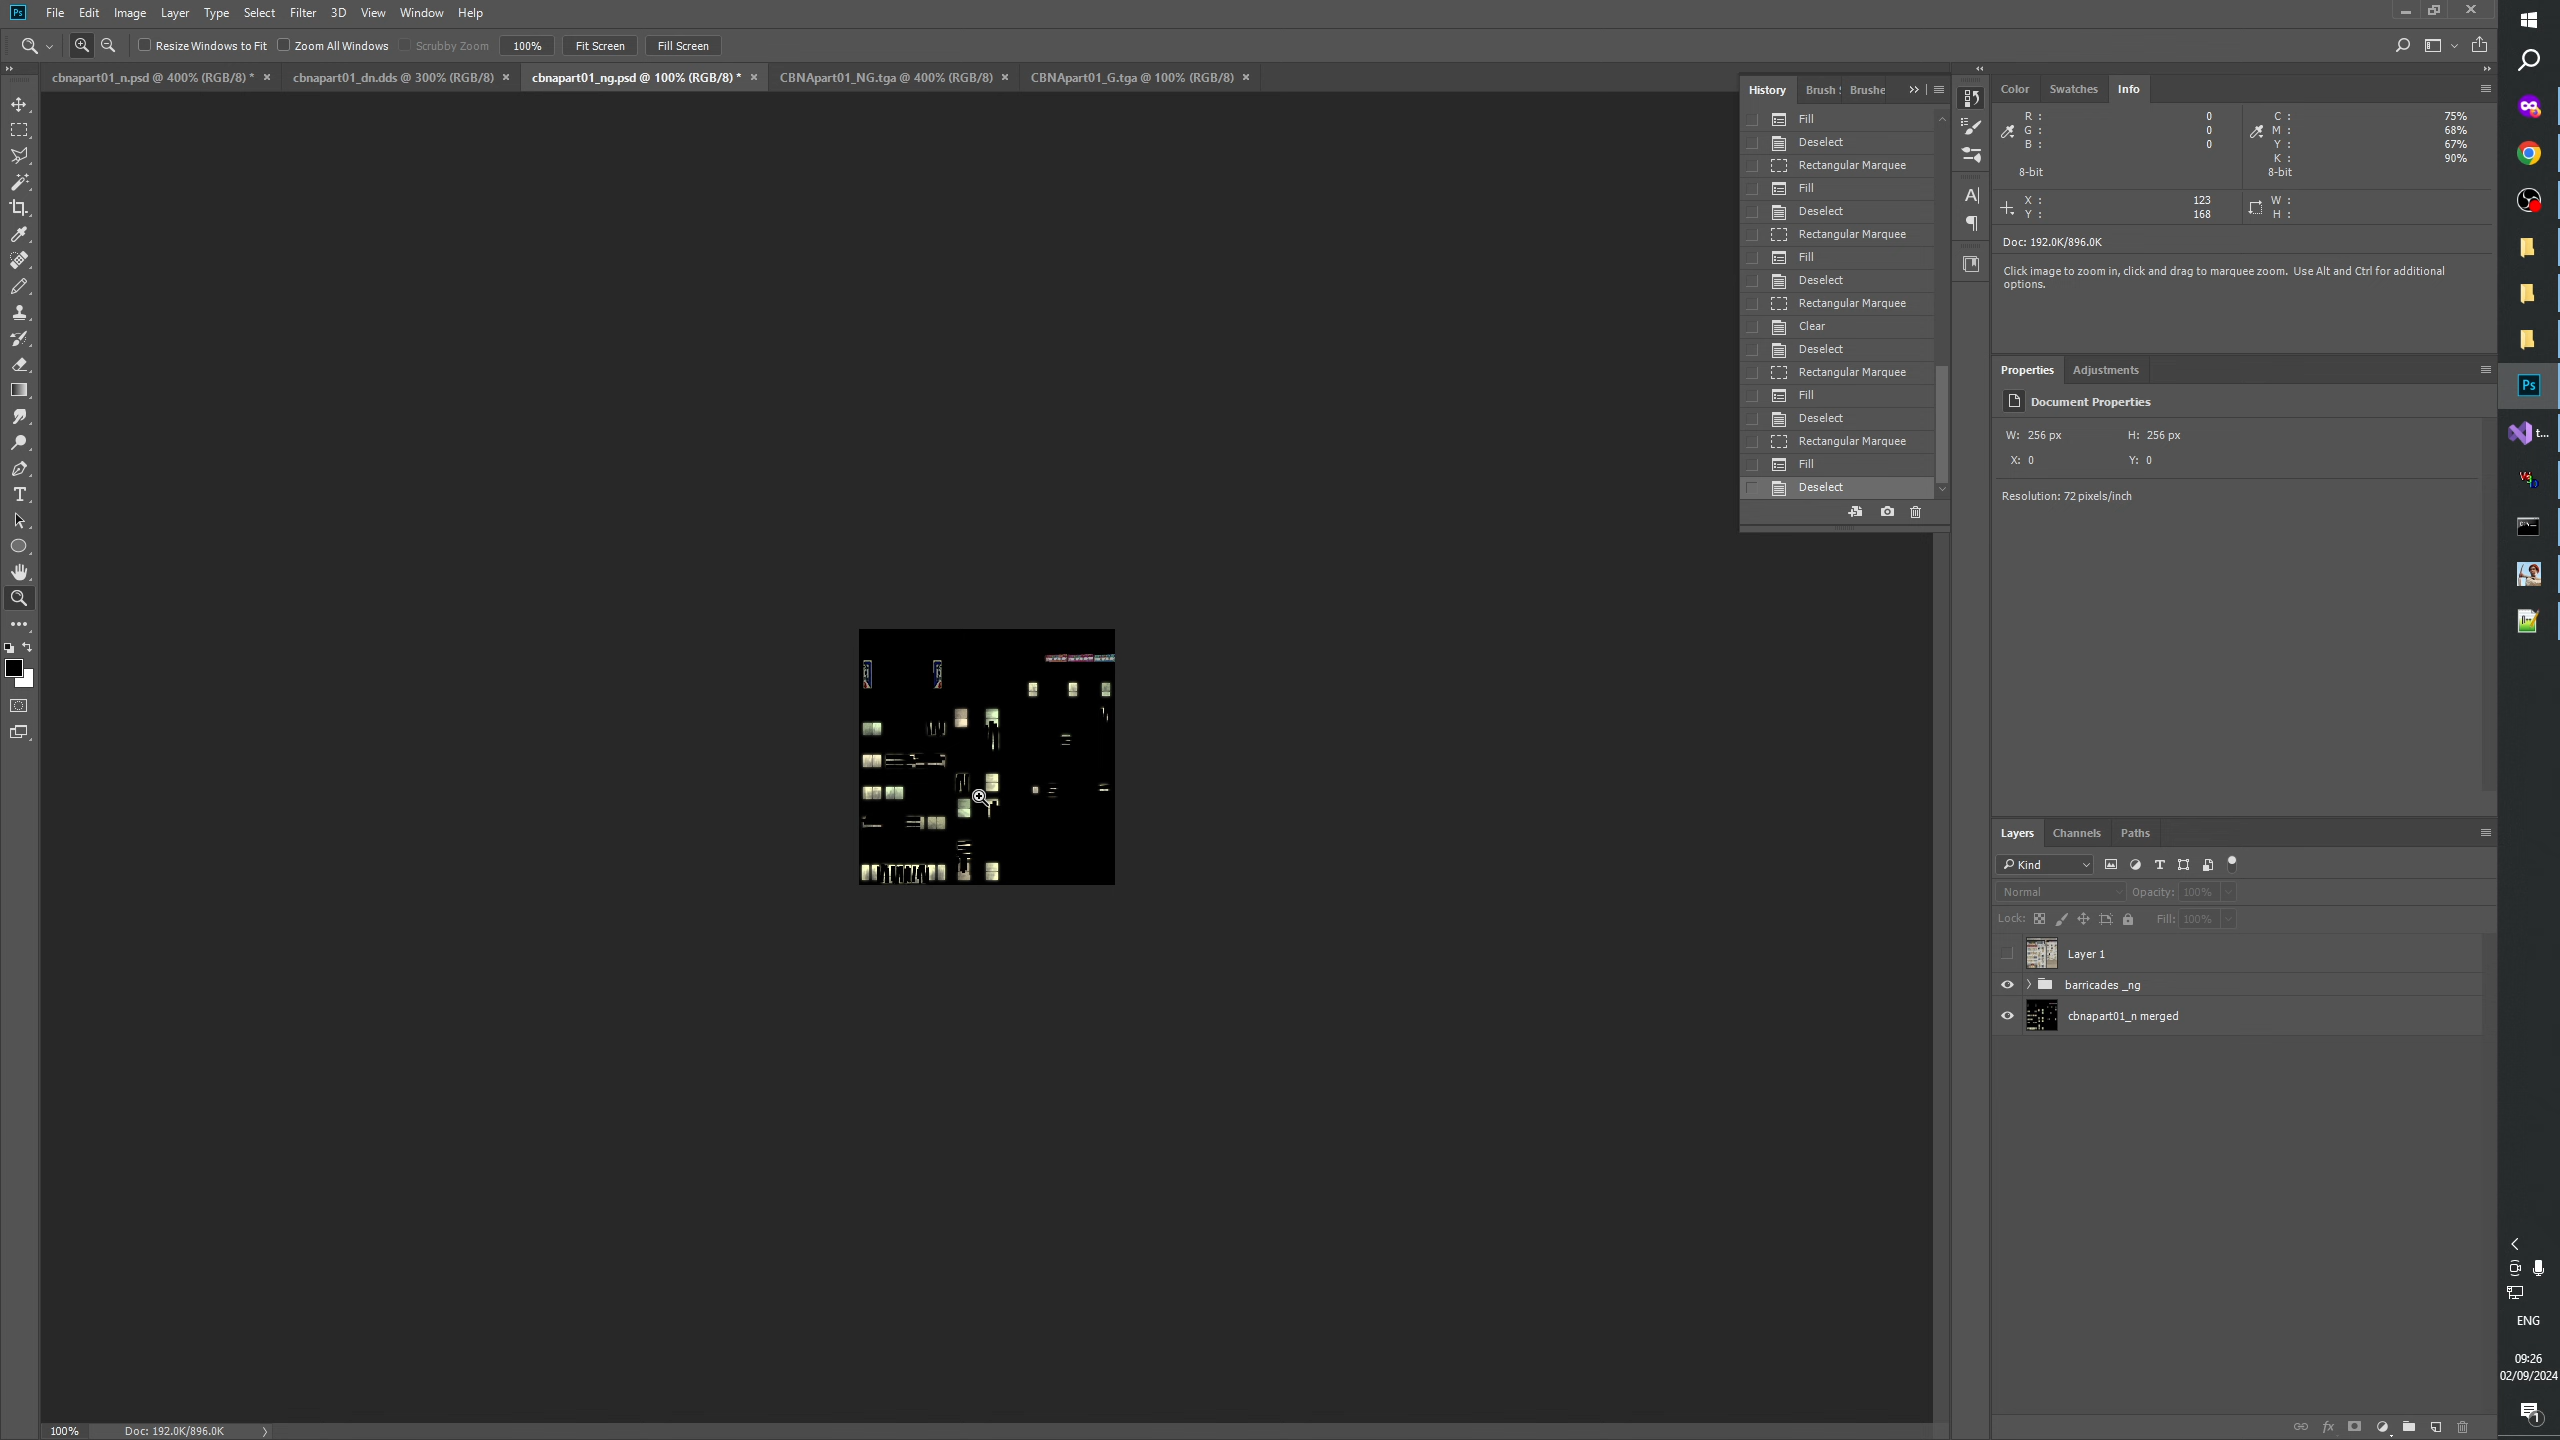 Ps File Edit Image Layer Select Filter 3D View Window Help
Resize Windows to Fit Zoom All Windows Scrubby Zoom 100% Fit Screen Fill Screen
cbnapart01_n.psd @ 400% (RGB/8) * × cbnapart01_dn.dds @ 300% (RGB/8) × cbnapart01_ng.psd @ 100% (RGB/8) * × CBNApart01_NG.tga @ 400% (RGB/8) × CBNApart01_G.tga @ 100% (RGB/8) ×
History Brush Brushe
Fill
Deselect
Rectangular Marquee
Fill
Deselect
Rectangular Marquee
Fill
Deselect
Rectangular Marquee
Clear
Deselect
Rectangular Marquee
Fill
Deselect
Rectangular Marquee
Fill
Deselect
Color Swatches Info
R : 0 C : 75%
G : 0 M : 68%
B : 0 Y : 67%
K : 90%
8-bit 8-bit
X : 123 W :
Y : 168 H :
Doc: 192.0K/896.0K
Click image to zoom in, click and drag to marquee zoom. Use Alt and Ctrl for additional
options.
Properties Adjustments
Document Properties
W: 256 px H: 256 px
X: 0 Y: 0
Resolution: 72 pixels/inch
Layers Channels Paths
Kind
Normal Opacity: 100%
Lock: Fill: 100%
Layer 1
barricades _ng
cbnapart01_n merged
100% Doc: 192.0K/896.0K
Ps
t...
ENG
09:26
02/09/2024
1